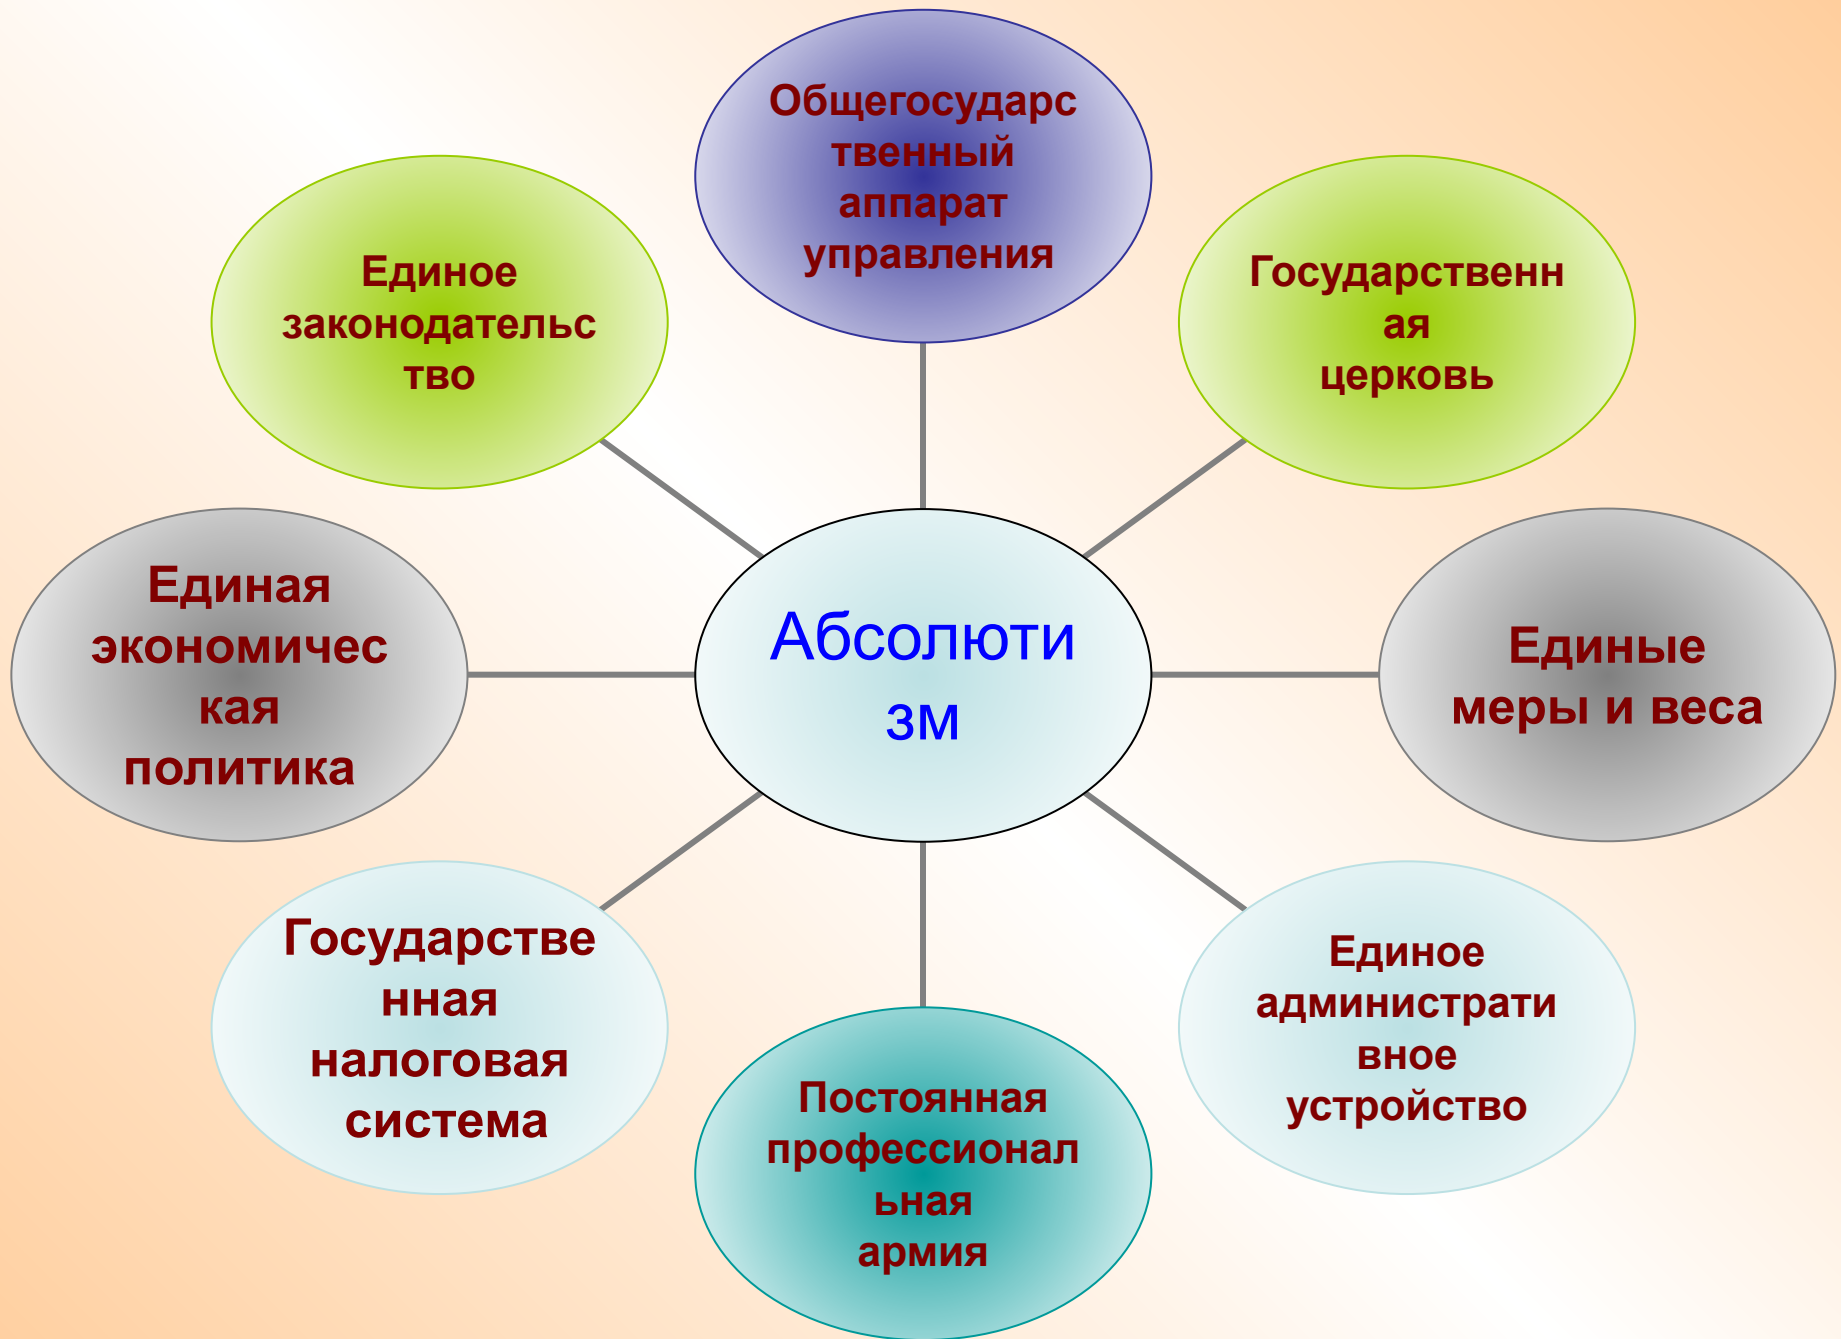 Общегосударс
твенный
аппарат
управления
Единое
законодательс
тво
Государственн
ая
церковь
Единая
экономичес
кая
политика
Абсолюти
зм
Единые
меры и веса
Государстве
нная
налоговая
система
Единое
администрати
вное
устройство
Постоянная
профессионал
ьная
армия